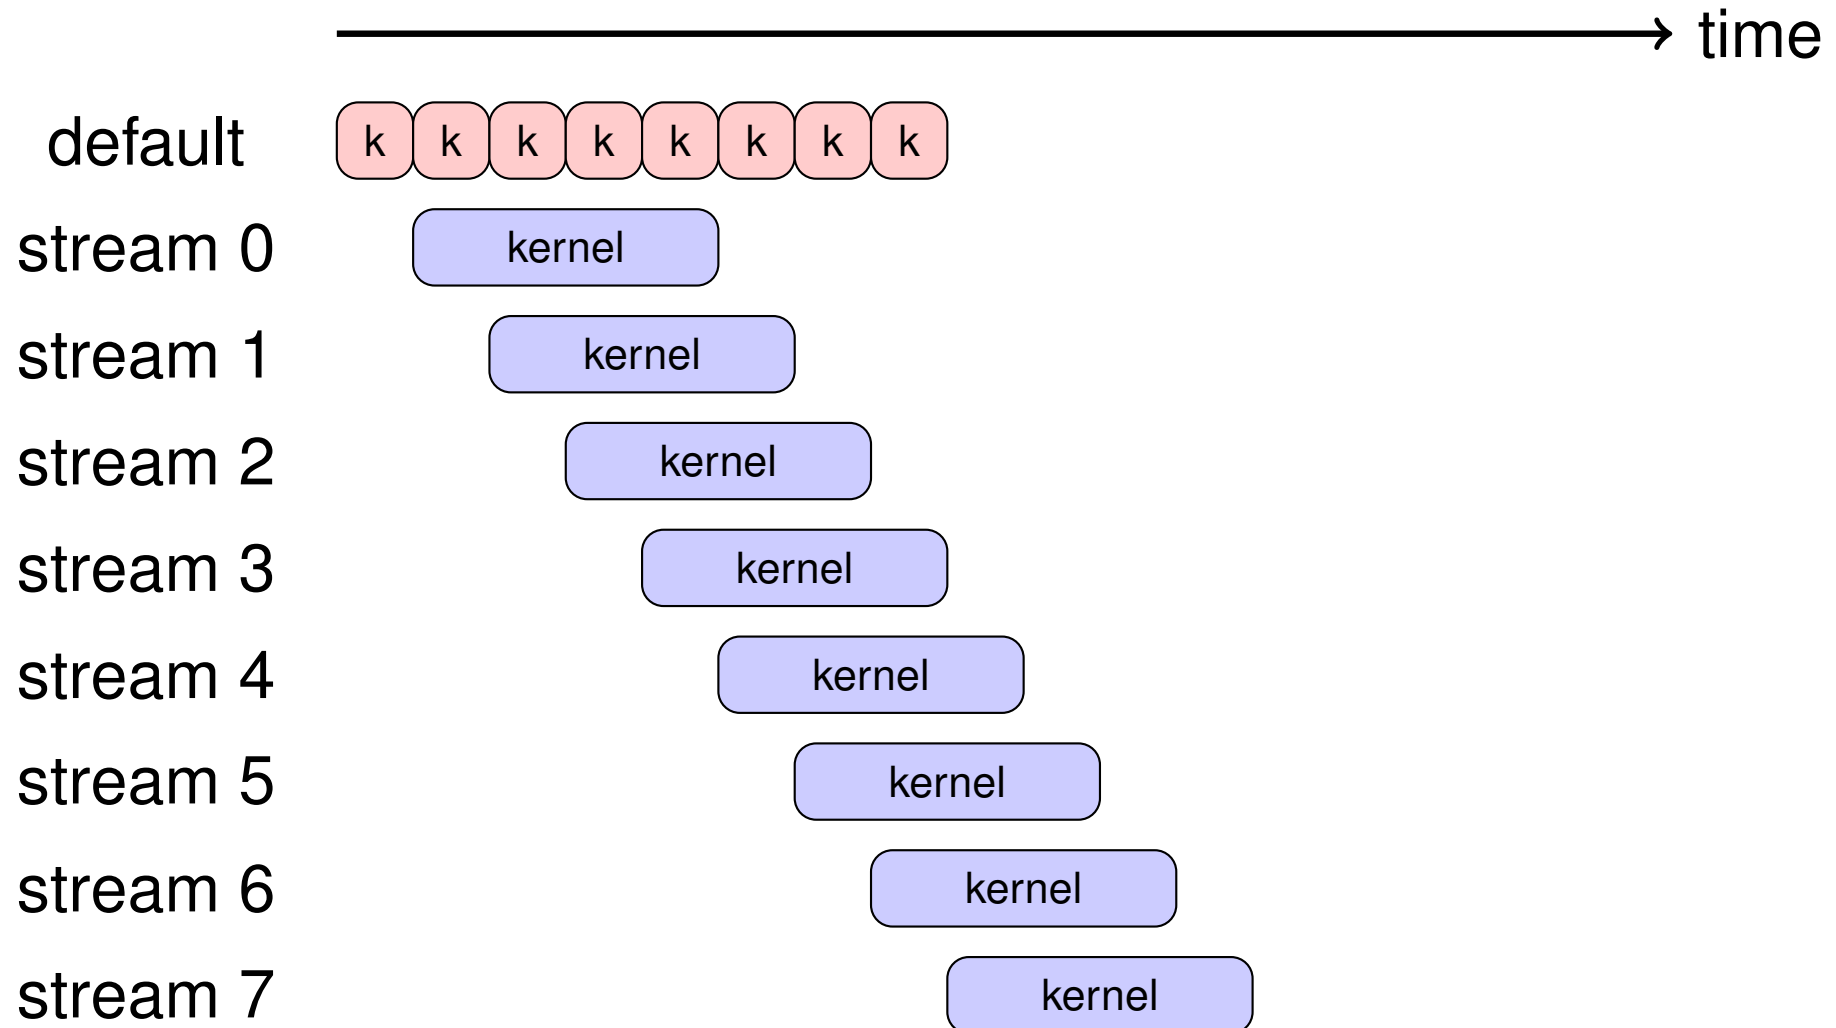 time
default k k k k k k k k
stream 0 kernel
stream 1 kernel
stream 2 kernel
stream 3 kernel
stream 4 kernel
stream 5 kernel
stream 6 kernel
stream 7 kernel